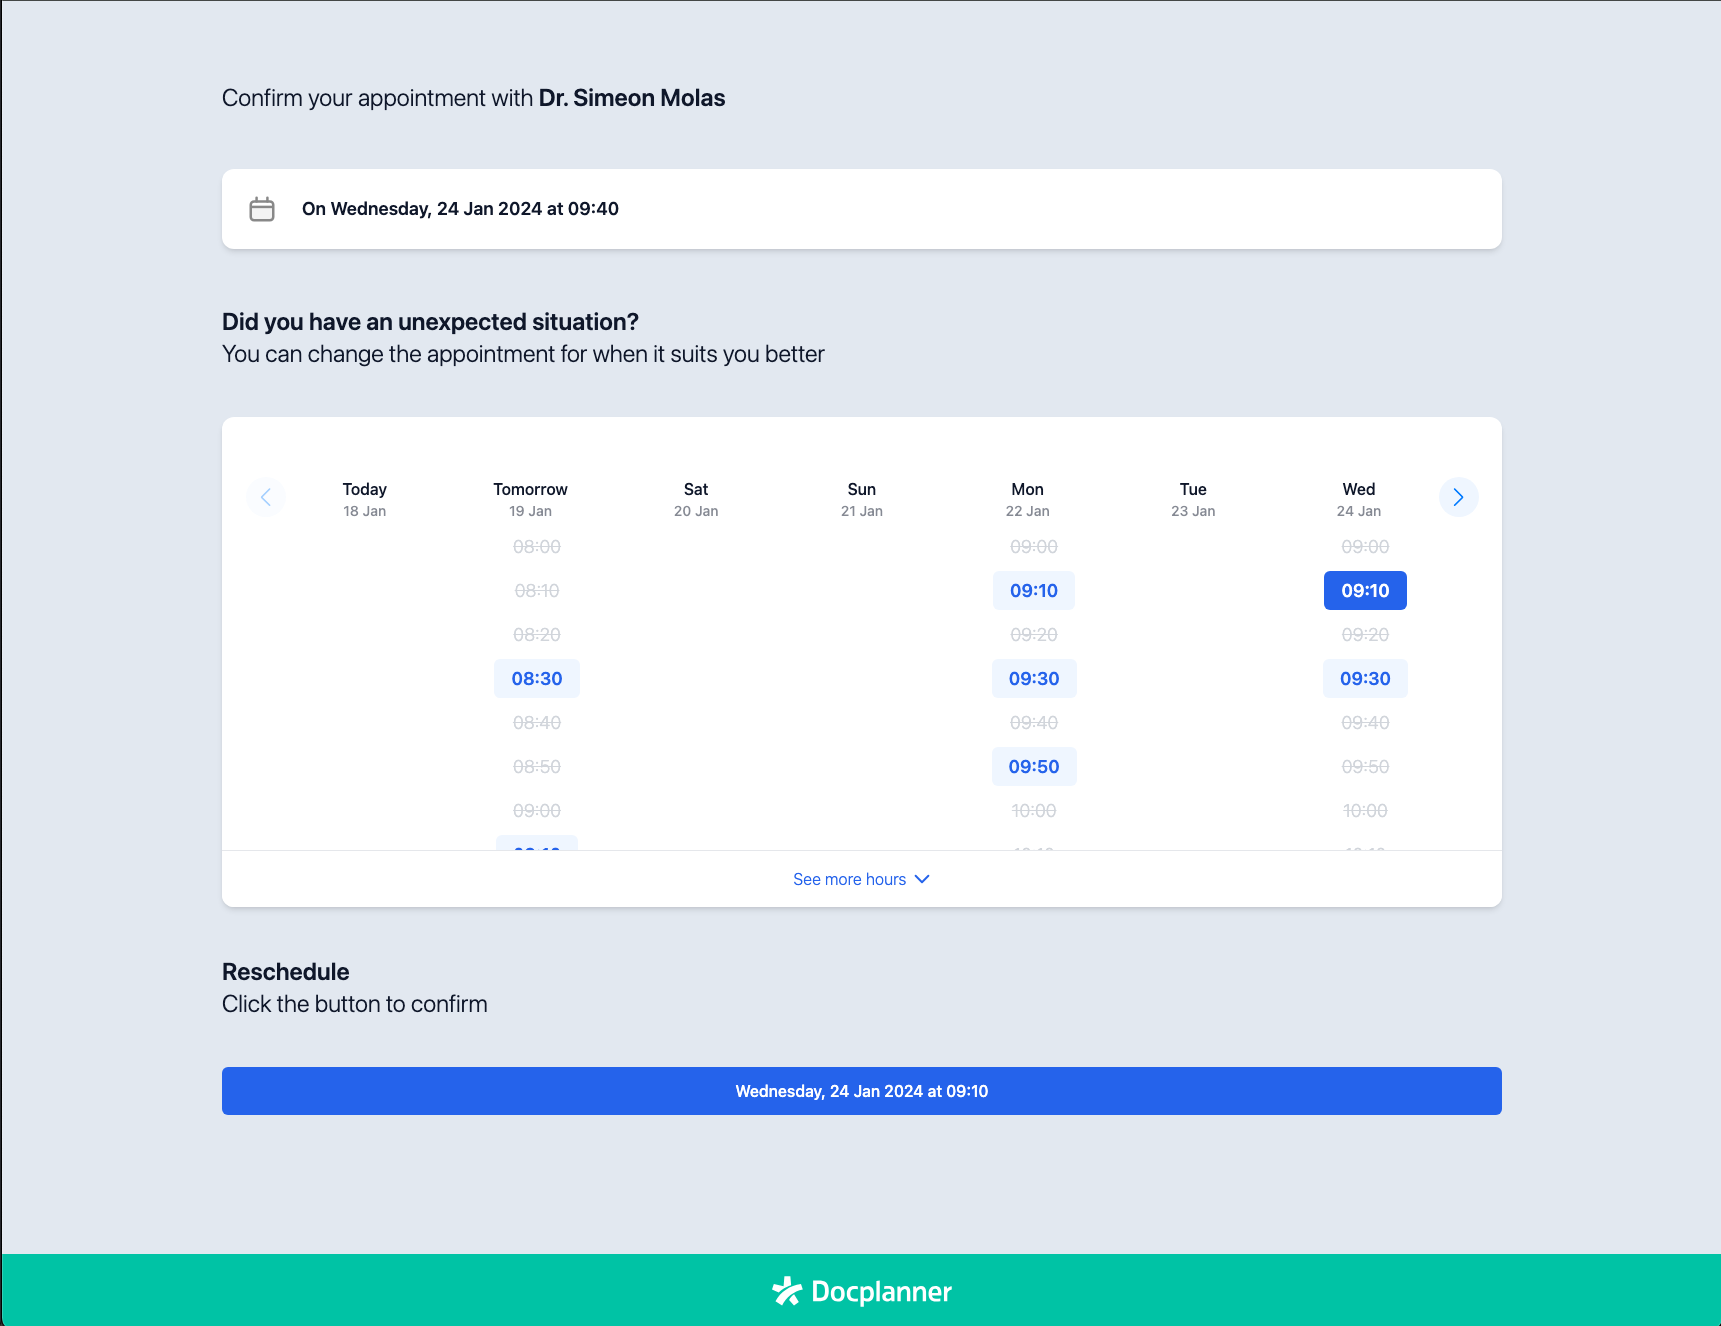 Confirm your appointment with Dr. Simeon Molas
On Wednesday, 24 Jan 2024 at 09:40
Did you have an unexpected situation?
You can change the appointment for when it suits you better
Today Tomorrow Sat Sun Mon Tue Wed
18 Jan 19 Jan 20 Jan 21 Jan 22 Jan 23 Jan 24 Jan
08:00 09:00 09:00
08:10 09:10 09:10
08:20 09:20 09:20
08:30 09:30 09:30
08:40 09:40 09:40
08:50 09:50 09:50
09:00 10:00 10:00
See more hours
Reschedule
Click the button to confirm
Wednesday, 24 Jan 2024 at 09:10
Docplanner